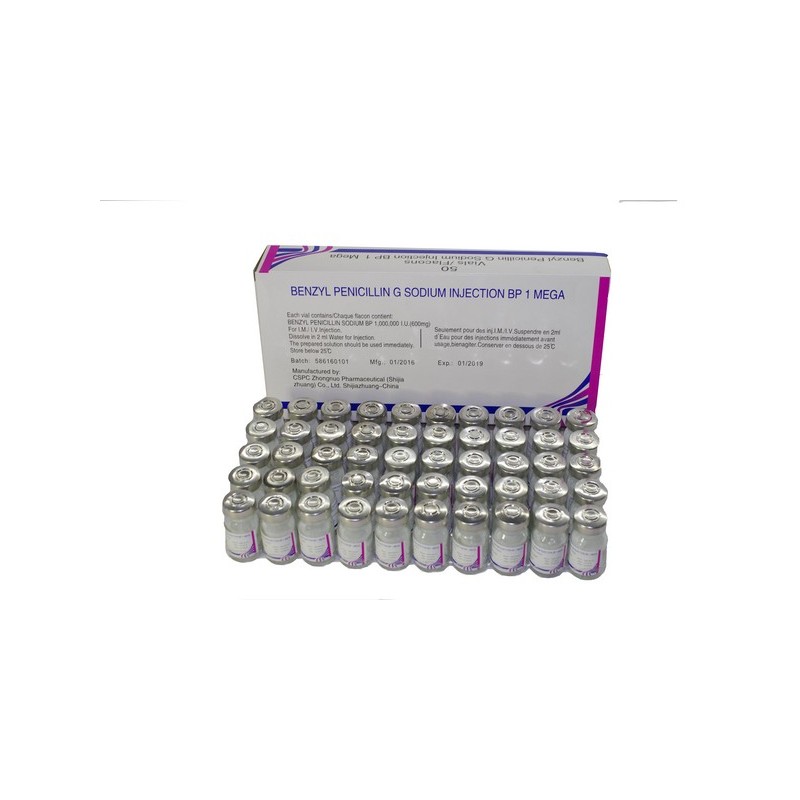 Benzyl Penicillin G Sodium Injection BP 1 Mega
Vials/Flacons
50
BENZYL PENICILLIN G SODIUM INJECTION BP 1 MEGA
Each vial contains/Chaque flacon content:
BENZYL PENICILLIN SODIUM BP 1,000,000 I.U.(600mg)
For I.M./ I.V.Injection.
Dissolve in 2 ml Water for Injection.
The prepared solution should be used immediately.
Store below 25℃
Seulement pour des inj.I.M./I.V.Suspendre en 2ml
d'Eau pour des injections immediatement avant
usage,bienagiter.Conserver en dessous de 25℃
Batch: 586160101 Mfg.: 01/2016 Exp.: 01/2019
Manufactured by:
CSPC Zhongnuo Pharmaceutical (Shijia
zhuang) Co., Ltd. Shijiazhuang-China